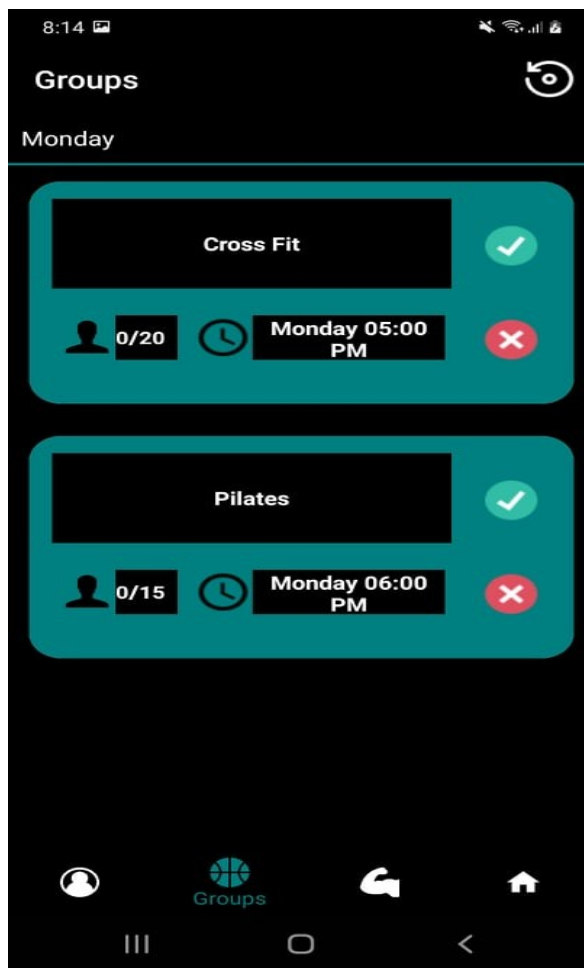 8:14
Groups
Monday
Cross Fit
0/20
Monday 05:00
PM
Pilates
0/15
Monday 06:00
PM
Groups